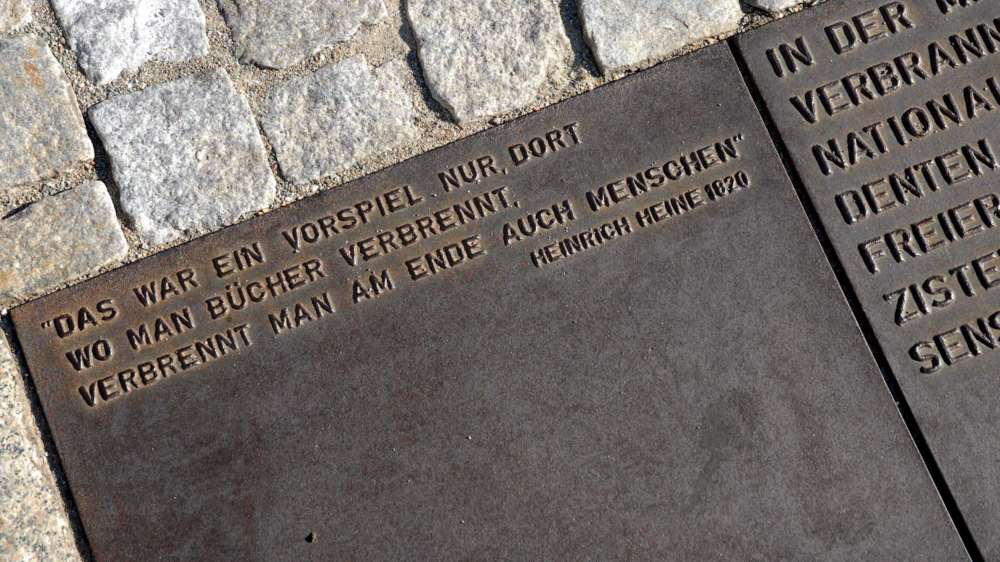 "DAS WAR EIN VORSPIEL NUR, DORT
WO MAN BÜCHER VERBRENNT,
VERBRENNT MAN AM ENDE AUCH MENSCHEN"
HEINRICH HEINE 1820
IN DER
VERBRANN
NATIONAL
DENTEN
FREIER
ZISTE
SENS